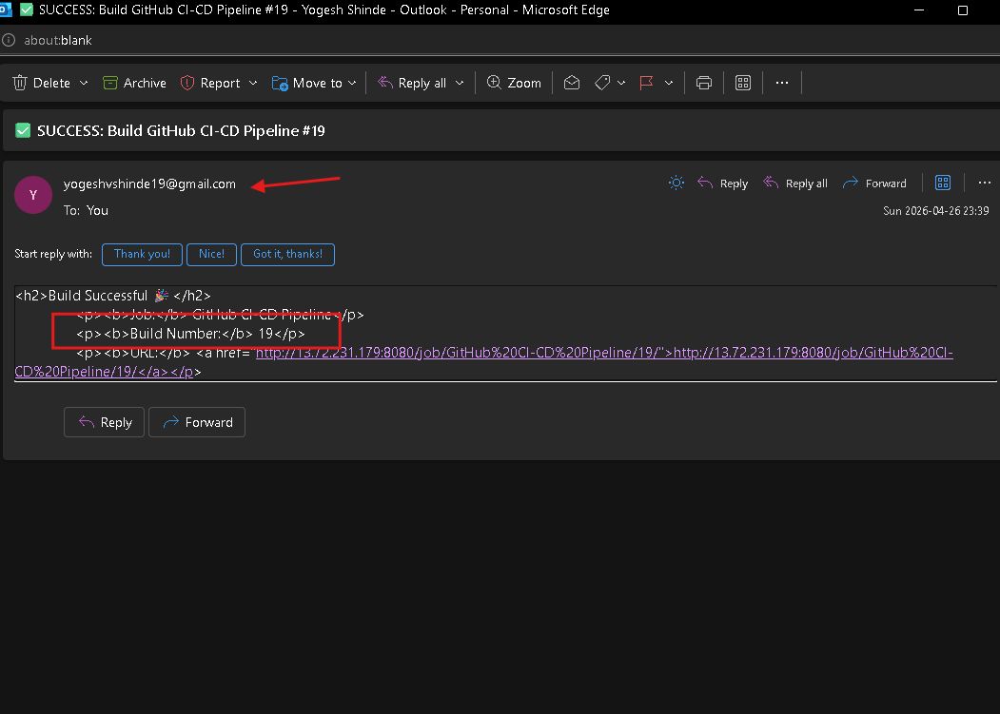 ✅ SUCCESS: Build GitHub CI-CD Pipeline #19 - Yogesh Shinde - Outlook - Personal - Microsoft Edge
about:blank
Delete Archive Report Move to Reply all Zoom ...
✅ SUCCESS: Build GitHub CI-CD Pipeline #19
Y
yogeshvshinde19@gmail.com
Reply Reply all Forward ...
To: You
Sun 2026-04-26 23:39
Start reply with: Thank you! Nice! Got it, thanks!
<h2>Build Successful 🎉 </h2>
<p><b>Job:</b> GitHub CI-CD Pipeline</p>
<p><b>Build Number:</b> 19</p>
<p><b>URL:</b> <a href="http://13.72.231.179:8080/job/GitHub%20CI-CD%20Pipeline/19/">http://13.72.231.179:8080/job/GitHub%20CI-
CD%20Pipeline/19/</a></p>
Reply Forward